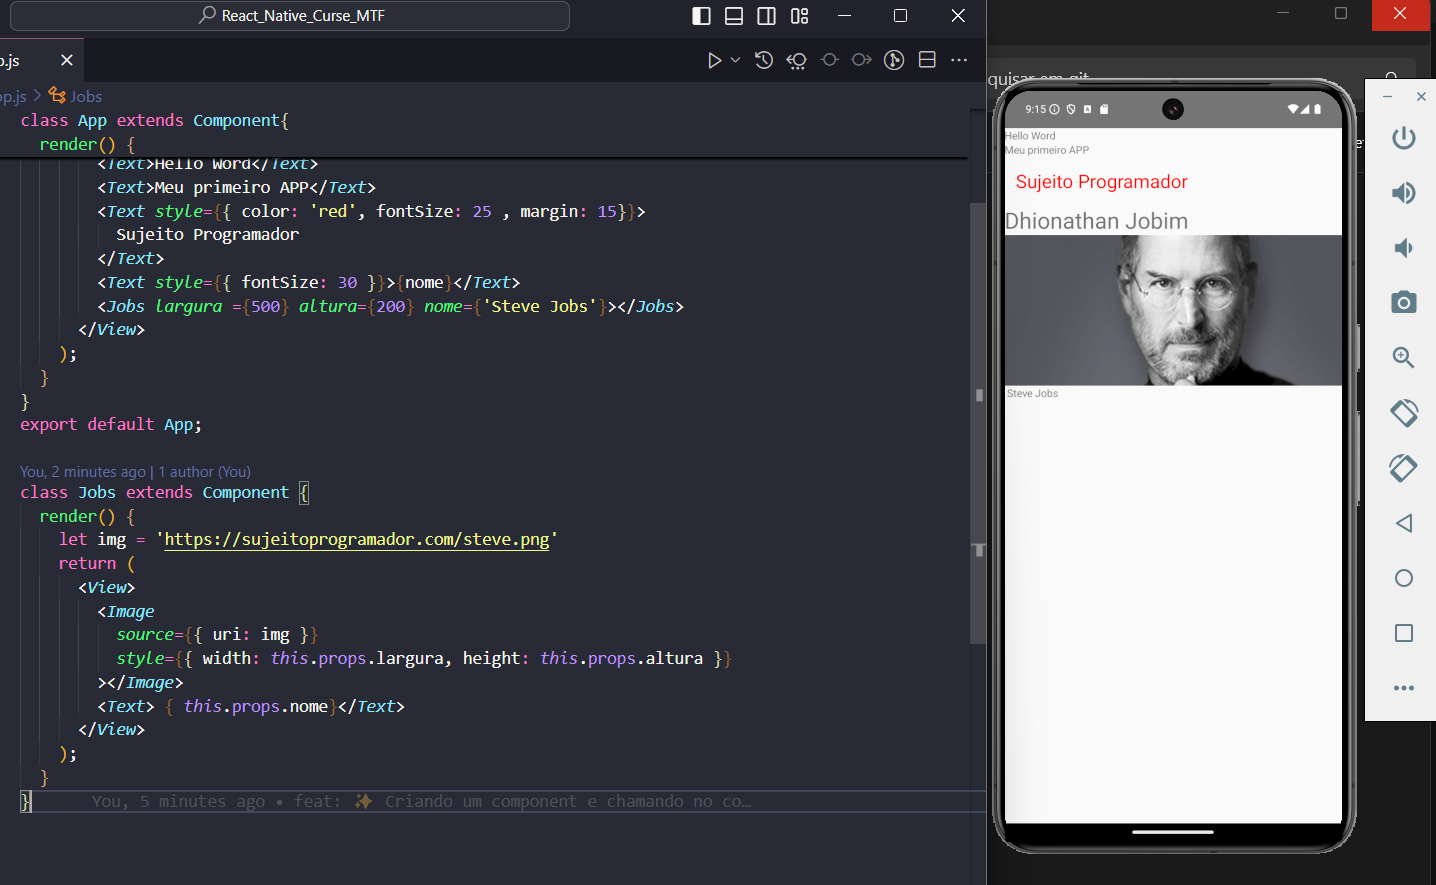 React_Native_Curse_MTF
p.js
pp.js > Jobs
class App extends Component{
render() {
<Text>Hello Word</Text>
<Text>Meu primeiro APP</Text>
<Text style={{ color: 'red', fontSize: 25 , margin: 15}}>
Sujeito Programador
</Text>
<Text style={{ fontSize: 30 }}>{nome}</Text>
<Jobs largura ={500} altura={200} nome={'Steve Jobs'}></Jobs>
</View>
);
}
}
export default App;
You, 2 minutes ago | 1 author (You)
class Jobs extends Component {
render() {
let img = 'https://sujeitoprogramador.com/steve.png'
return (
<View>
<Image
source={{ uri: img }}
style={{ width: this.props.largura, height: this.props.altura }}
></Image>
<Text> { this.props.nome}</Text>
</View>
);
}
}
You, 5 minutes ago • feat: ✨ Criando um component e chamando no co…
quisar em git
9:15
Hello Word
Meu primeiro APP
Sujeito Programador
Dhionathan Jobim
Steve Jobs